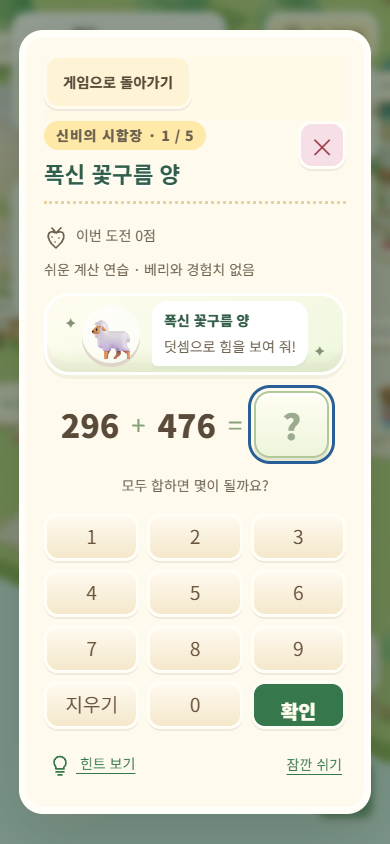 게임으로 돌아가기
신비의 시합장 · 1 / 5
폭신 꽃구름 양
이번 도전 0점
쉬운 계산 연습 · 베리와 경험치 없음
폭신 꽃구름 양
덧셈으로 힘을 보여 줘!
296 + 476 = ?
모두 합하면 몇이 될까요?
1 2 3
4 5 6
7 8 9
지우기 0 확인
힌트 보기 잠깐 쉬기